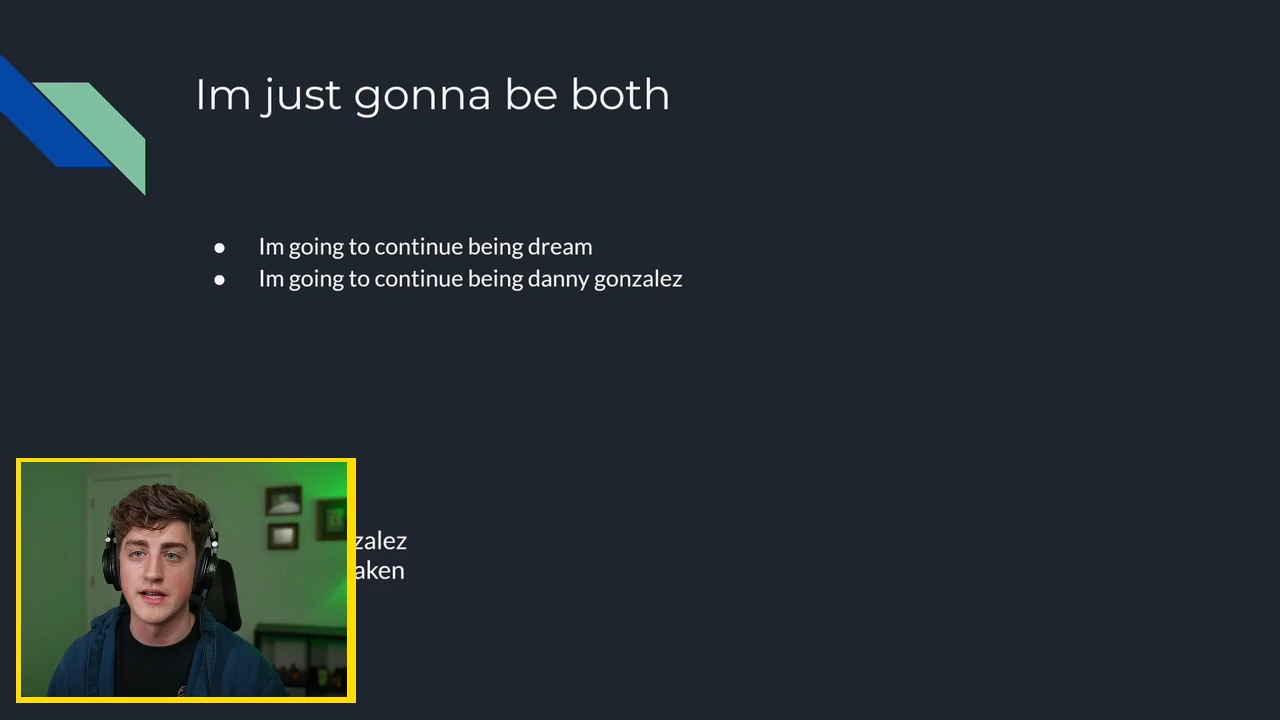 Im just gonna be both
● Im going to continue being dream
● Im going to continue being danny gonzalez
zalez
aken